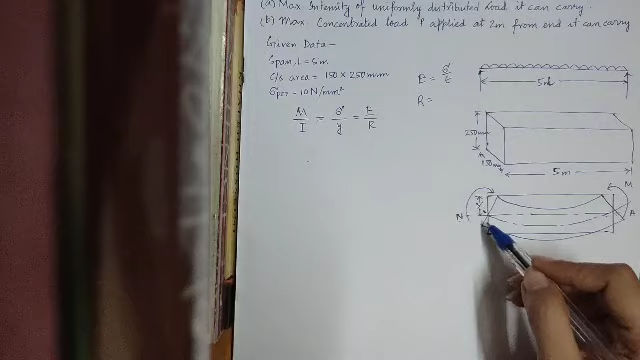 (a) Max. Intensity of uniformly distributed load it can carry.
(b) Max. Concentrated load P applied at 2m from end it can carry
Given Data-
Span, L = 5m
C/s area = 150 × 250 mm
σper = 10 N/mm²
M/I = σ/y = E/R
E = σ/ε
R =
5m
250mm
150mm
5m
M
N
A